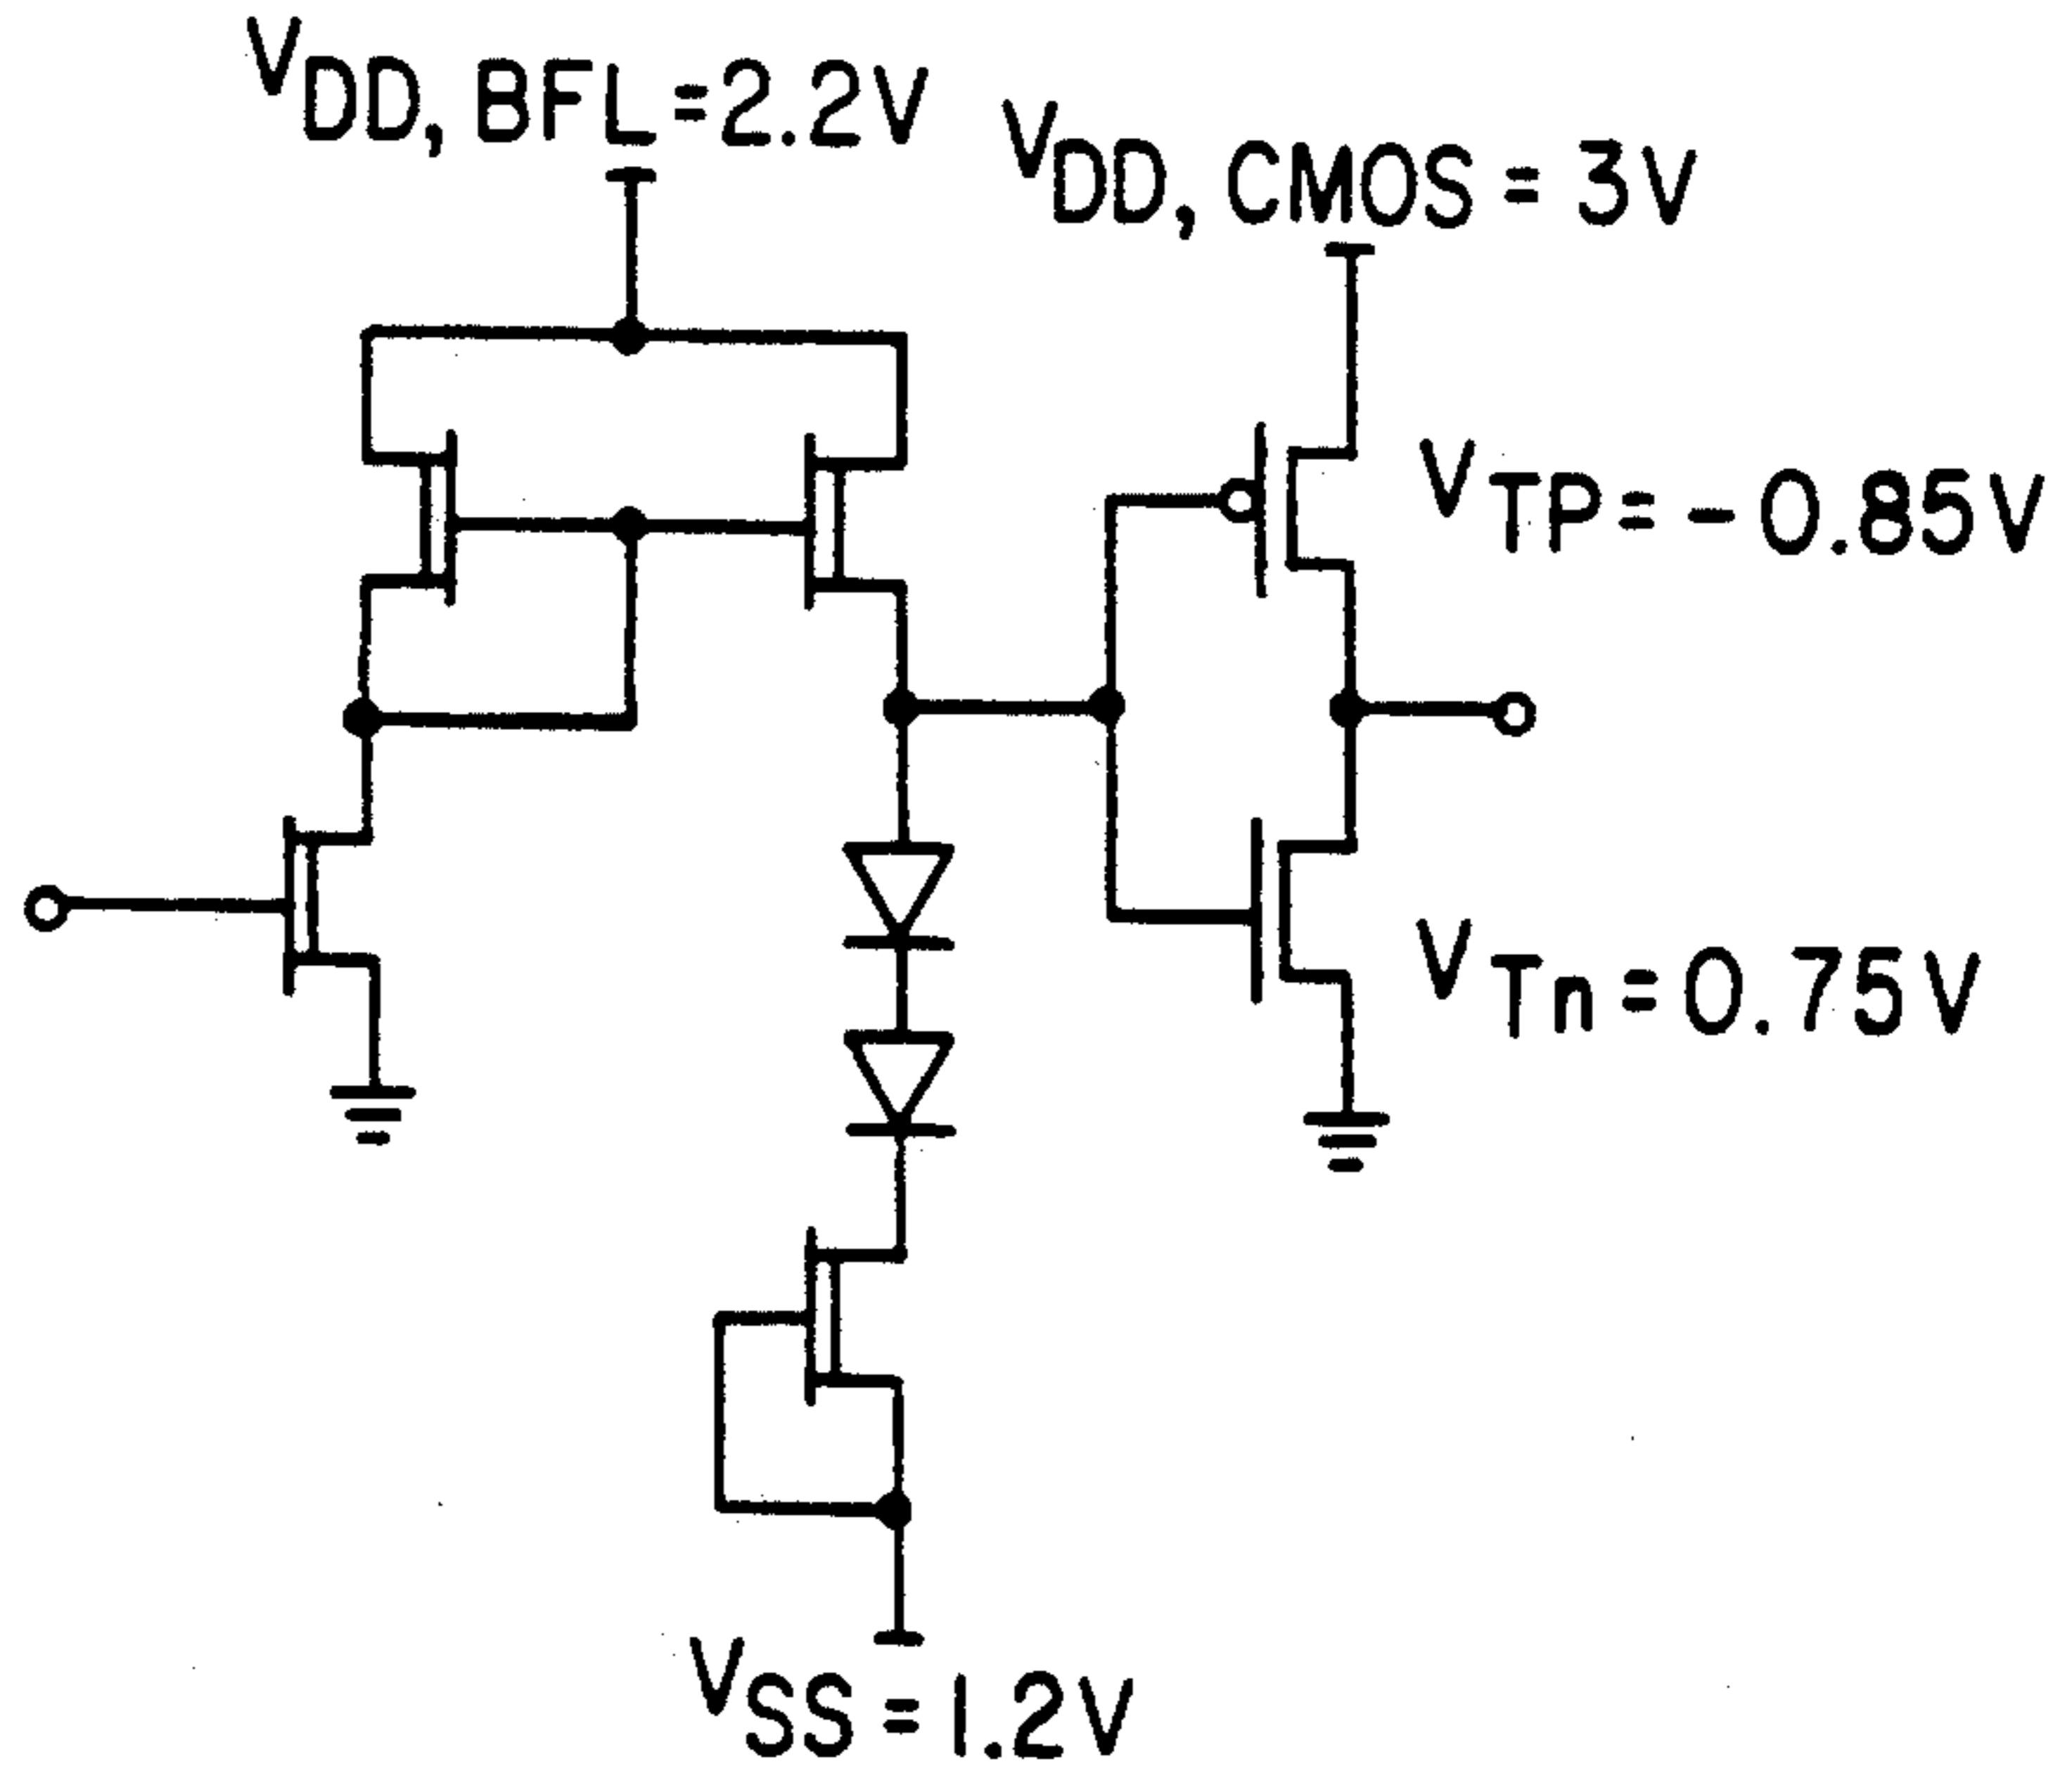 VDD, BFL=2.2V
VDD, CMOS = 3V
VTP=-0.85V
VTn=0.75V
VSS=1.2V